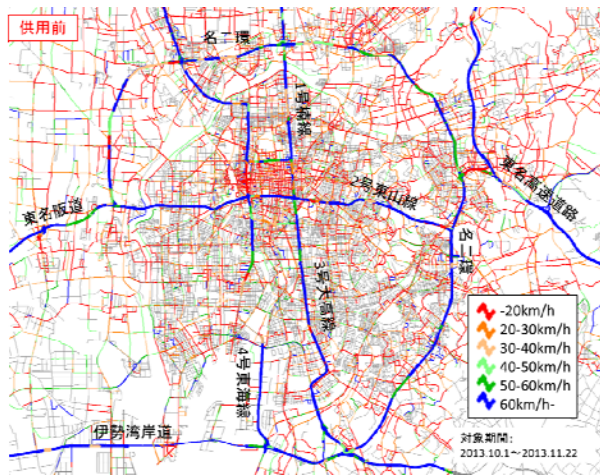 供用前
名二環
1号楠線
2号東山線
東名高速道路
東名阪道
名二環
3号大高線
4号東海線
伊勢湾岸道
-20km/h
20-30km/h
30-40km/h
40-50km/h
50-60km/h
60km/h-
対象期間:
2013.10.1～2013.11.22